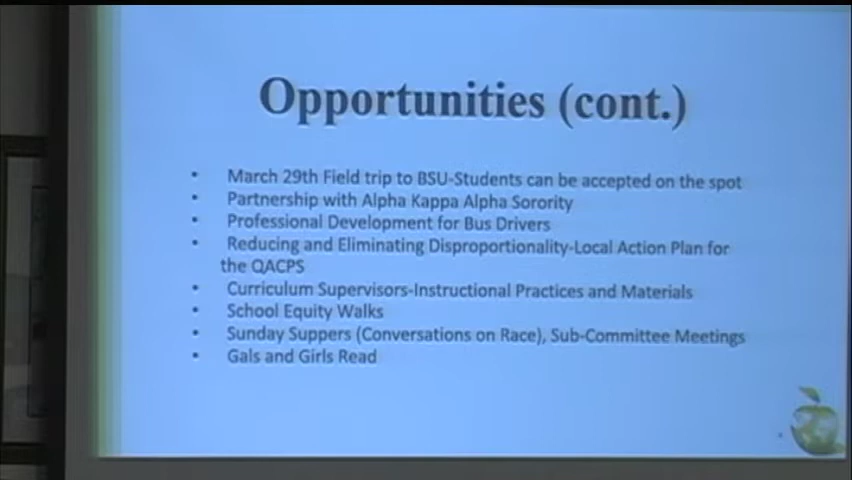 Opportunities (cont.)
• March 29th Field trip to BSU-Students can be accepted on the spot
• Partnership with Alpha Kappa Alpha Sorority
• Professional Development for Bus Drivers
• Reducing and Eliminating Disproportionality-Local Action Plan for
the QACPS
• Curriculum Supervisors-Instructional Practices and Materials
• School Equity Walks
• Sunday Suppers (Conversations on Race), Sub-Committee Meetings
• Gals and Girls Read